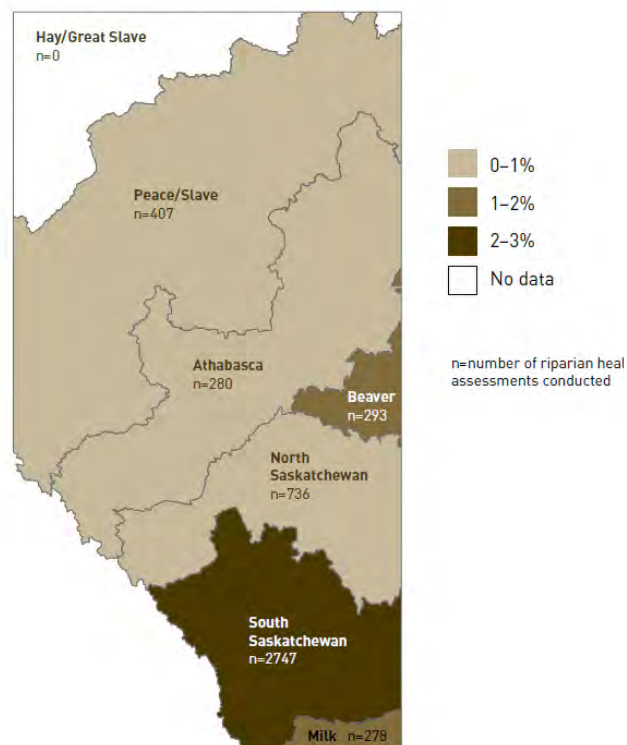 Hay/Great Slave
n=0
Peace/Slave
n=407
Athabasca
n=280
Beaver
n=293
North
Saskatchewan
n=736
South
Saskatchewan
n=2747
Milk n=278
0–1%
1–2%
2–3%
No data
n=number of riparian heal
assessments conducted